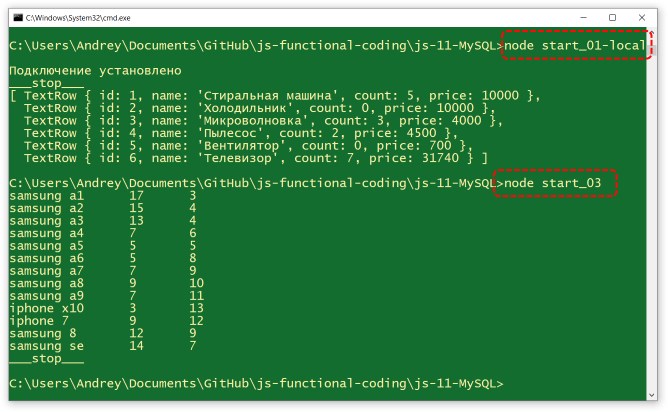 C:\Windows\System32\cmd.exe
C:\Users\Andrey\Documents\GitHub\js-functional-coding\js-11-MySQL>node start_01-local
Подключение установлено
___stop___
[ TextRow { id: 1, name: 'Стиральная машина', count: 5, price: 10000 },
  TextRow { id: 2, name: 'Холодильник', count: 0, price: 10000 },
  TextRow { id: 3, name: 'Микроволновка', count: 3, price: 4000 },
  TextRow { id: 4, name: 'Пылесос', count: 2, price: 4500 },
  TextRow { id: 5, name: 'Вентилятор', count: 0, price: 700 },
  TextRow { id: 6, name: 'Телевизор', count: 7, price: 31740 } ]
C:\Users\Andrey\Documents\GitHub\js-functional-coding\js-11-MySQL>node start_03
samsung a1      17      3
samsung a2      15      4
samsung a3      13      4
samsung a4      7       6
samsung a5      5       5
samsung a6      5       8
samsung a7      7       9
samsung a8      9       10
samsung a9      7       11
iphone x10      3       13
iphone 7        9       12
samsung 8       12      9
samsung se      14      7
___stop___
C:\Users\Andrey\Documents\GitHub\js-functional-coding\js-11-MySQL>